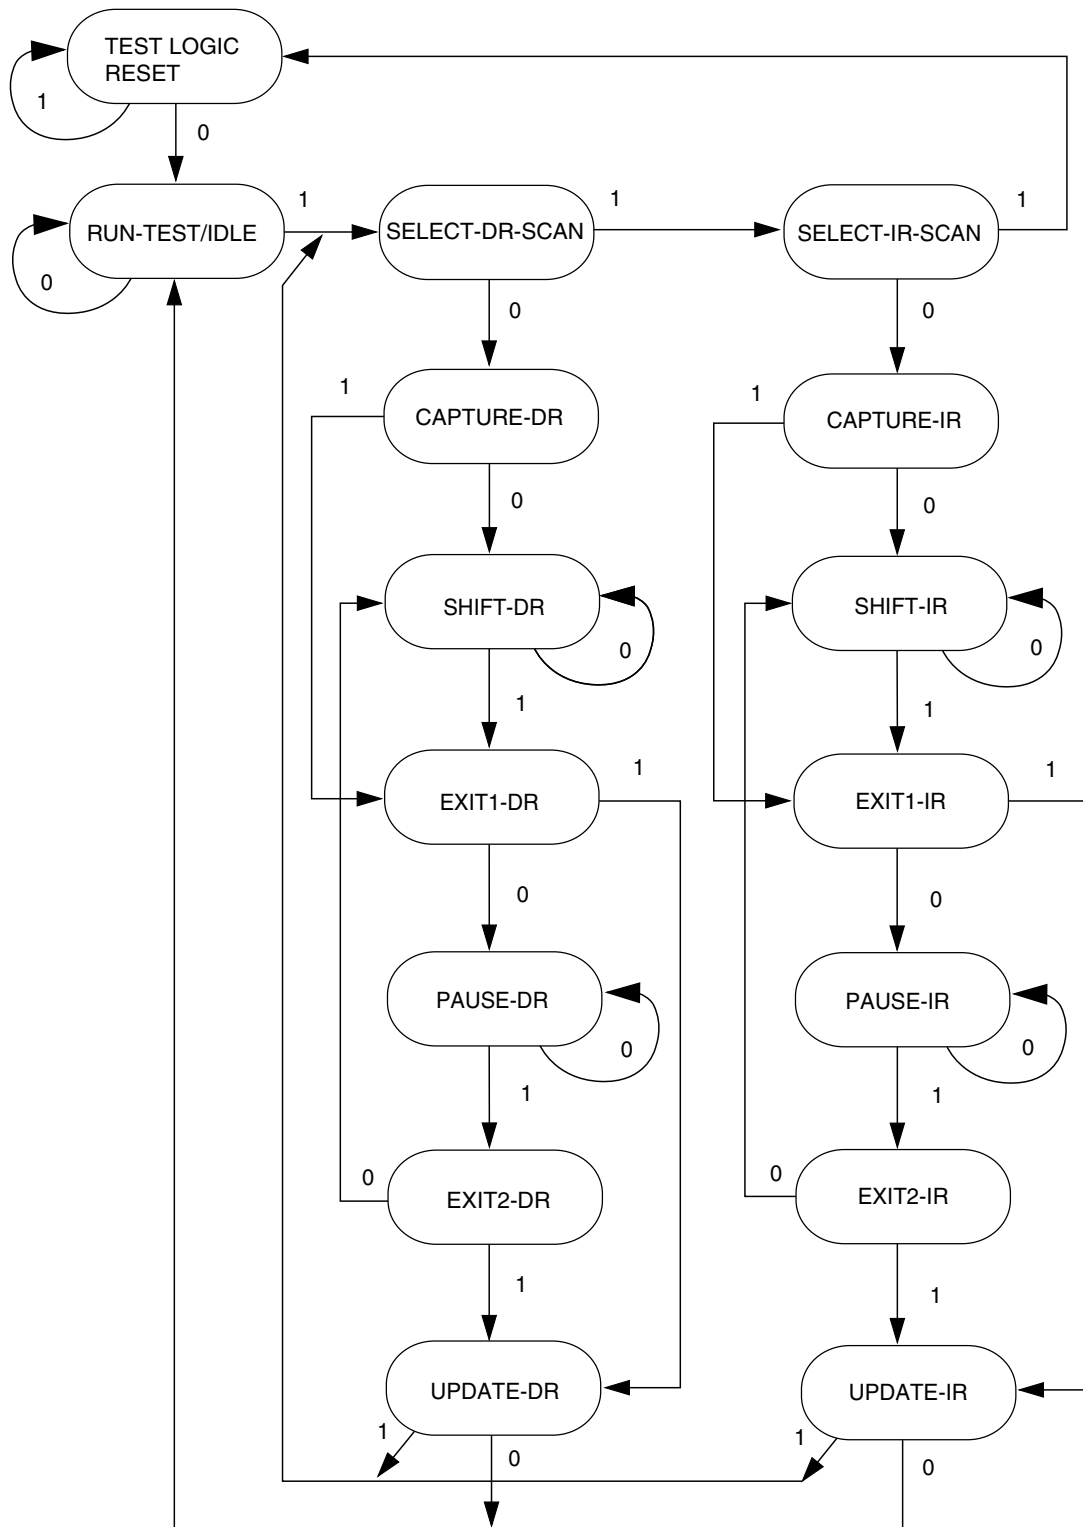 TEST LOGIC
RESET
1
0
RUN-TEST/IDLE
0
1
SELECT-DR-SCAN
1
SELECT-IR-SCAN
1
0
0
1
CAPTURE-DR
1
CAPTURE-IR
0
0
SHIFT-DR
0
SHIFT-IR
0
1
1
EXIT1-DR
1
EXIT1-IR
1
0
0
PAUSE-DR
0
PAUSE-IR
0
1
1
0
EXIT2-DR
0
EXIT2-IR
1
1
UPDATE-DR
UPDATE-IR
1
0
1
0